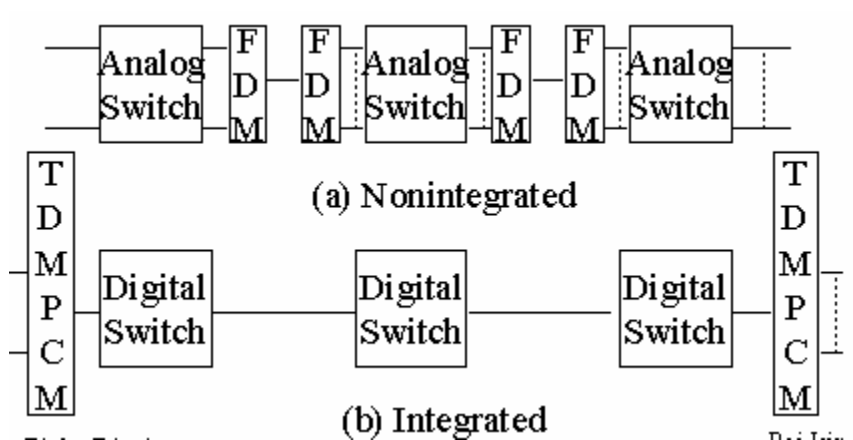 Analog Switch
F D M
F D M
Analog Switch
F D M
F D M
Analog Switch
(a) Nonintegrated
T D M P C M
Digital Switch
Digital Switch
Digital Switch
T D M P C M
(b) Integrated